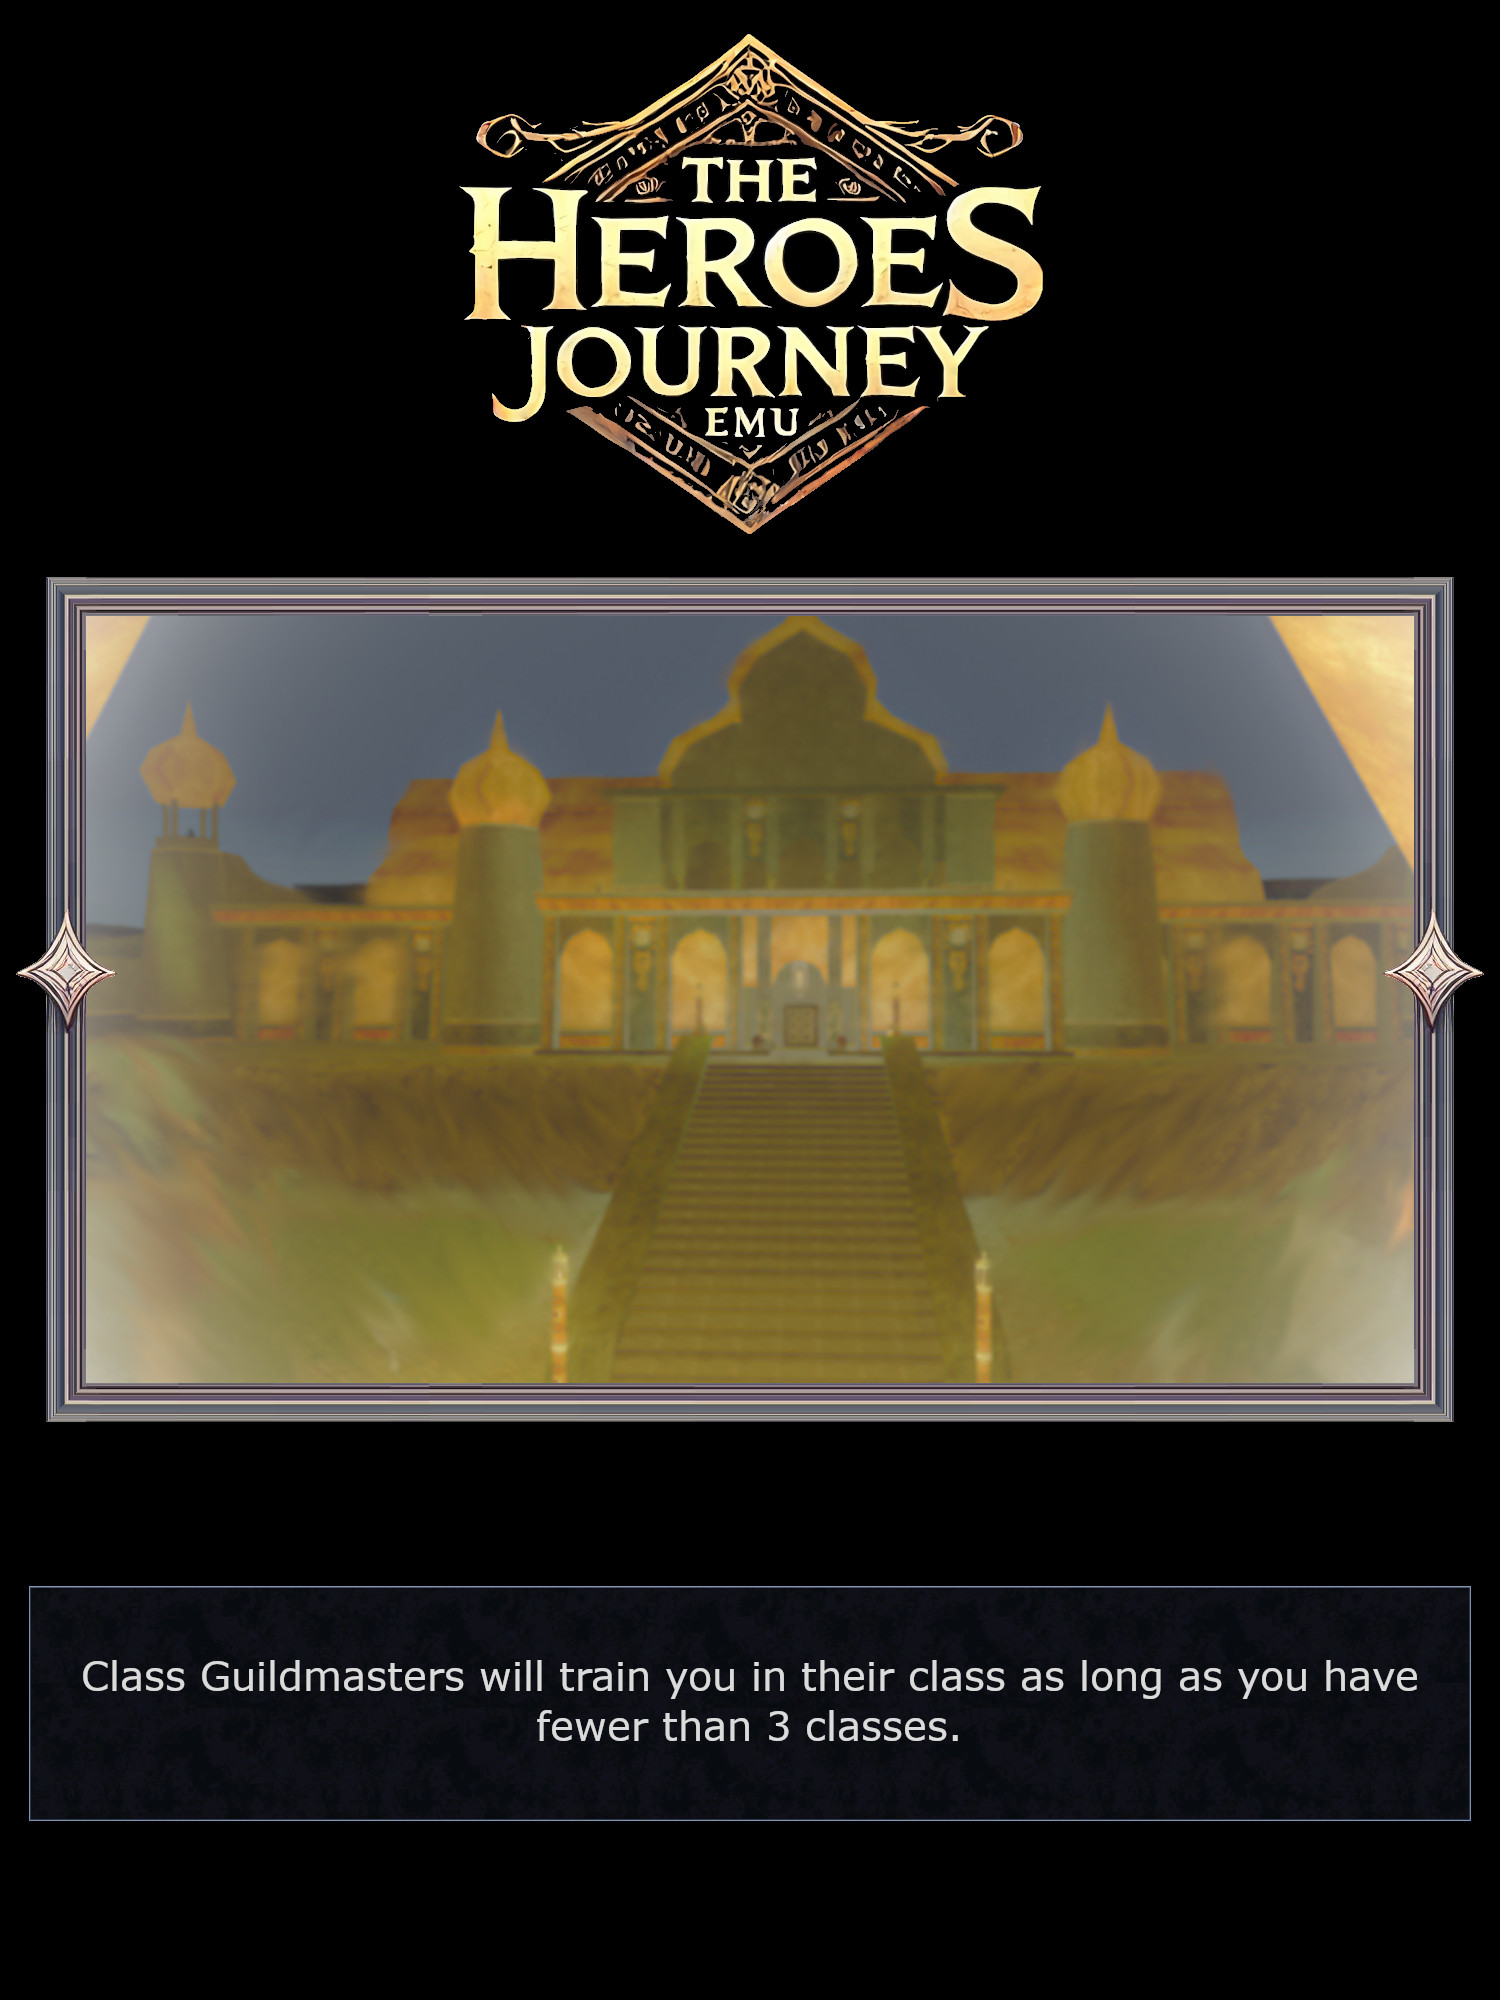 THE
HEROES
JOURNEY
EMU
Class Guildmasters will train you in their class as long as you have
fewer than 3 classes.